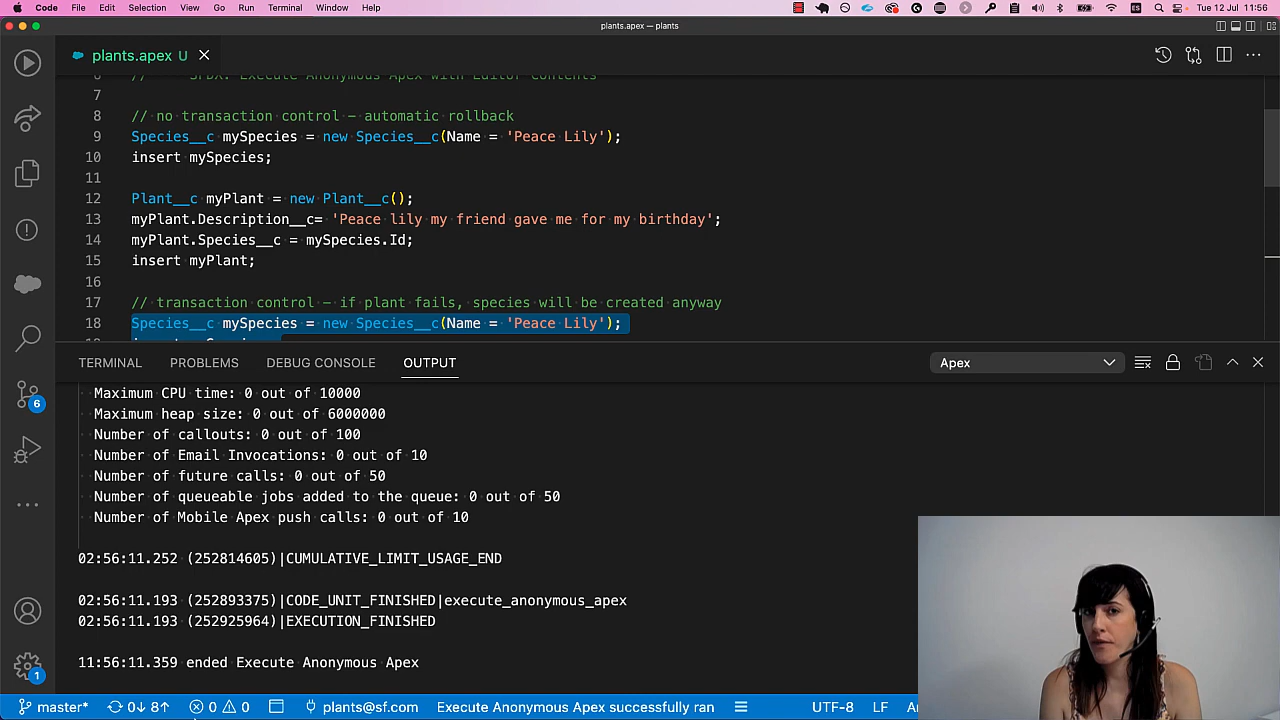 Code File Edit Selection View Go Run Terminal Window Help ES Tue 12 Jul 11:56
plants.apex — plants
plants.apex U
7
8 // no transaction control – automatic rollback
9 Species__c mySpecies = new Species__c(Name = 'Peace Lily');
10 insert mySpecies;
11
12 Plant__c myPlant = new Plant__c();
13 myPlant.Description__c= 'Peace lily my friend gave me for my birthday';
14 myPlant.Species__c = mySpecies.Id;
15 insert myPlant;
16
17 // transaction control – if plant fails, species will be created anyway
18 Species__c mySpecies = new Species__c(Name = 'Peace Lily');
TERMINAL PROBLEMS DEBUG CONSOLE OUTPUT Apex
Maximum CPU time: 0 out of 10000
Maximum heap size: 0 out of 6000000
Number of callouts: 0 out of 100
Number of Email Invocations: 0 out of 10
Number of future calls: 0 out of 50
Number of queueable jobs added to the queue: 0 out of 50
Number of Mobile Apex push calls: 0 out of 10
02:56:11.252 (252814605)|CUMULATIVE_LIMIT_USAGE_END
02:56:11.193 (252893375)|CODE_UNIT_FINISHED|execute_anonymous_apex
02:56:11.193 (252925964)|EXECUTION_FINISHED
11:56:11.359 ended Execute Anonymous Apex
6
1
master* 0↓ 8↑ 0 0 plants@sf.com Execute Anonymous Apex successfully ran UTF-8 LF